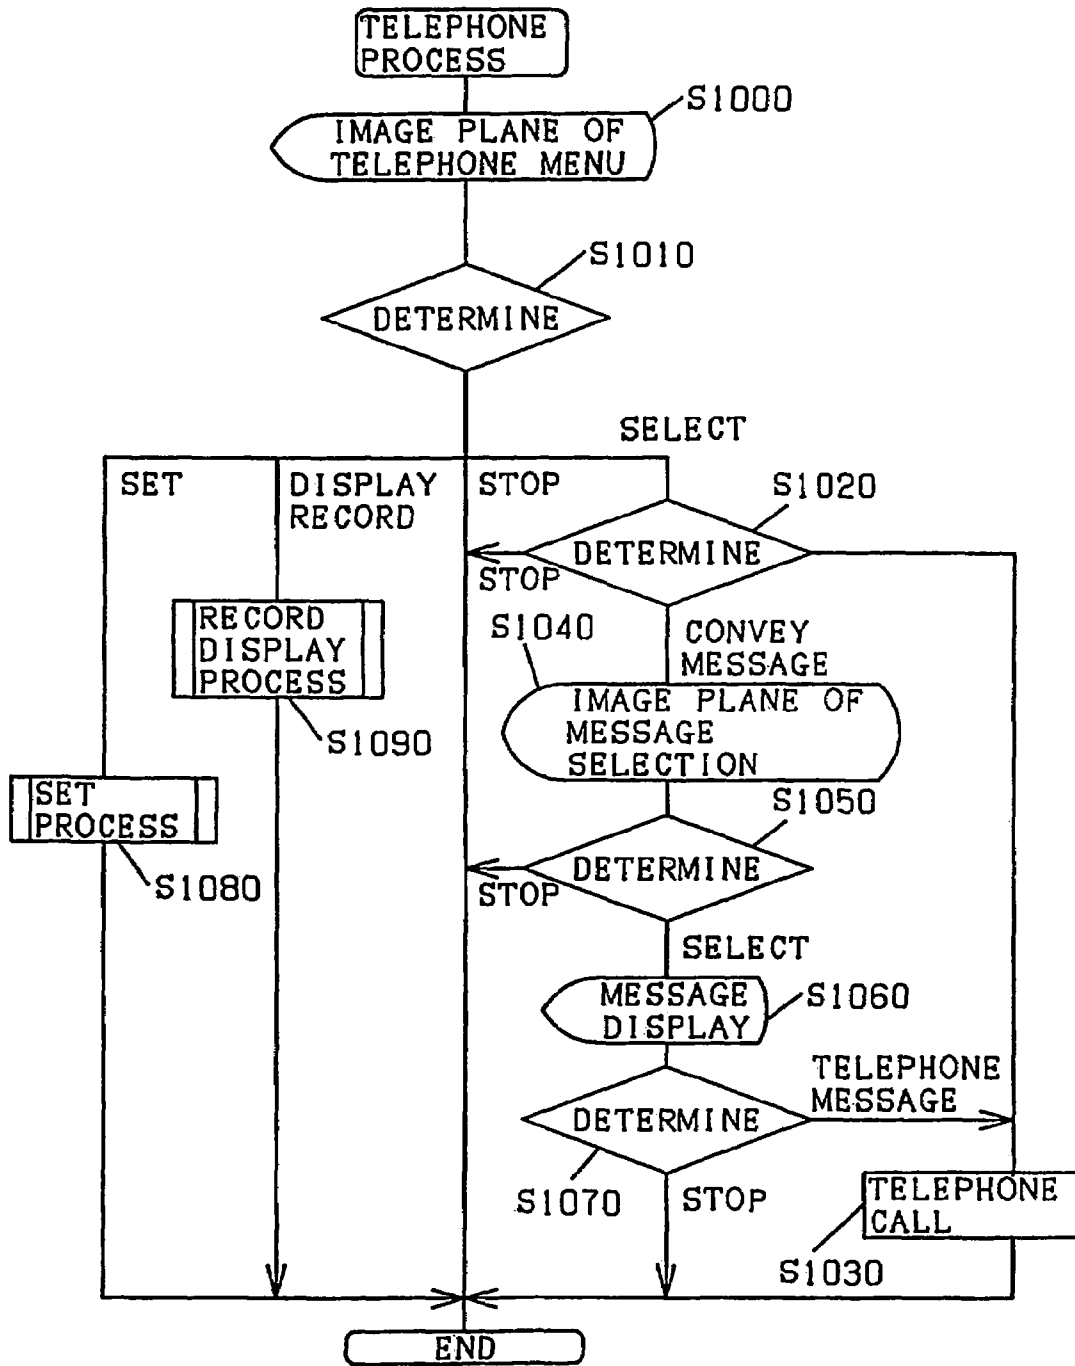 TELEPHONE
PROCESS
S1000
IMAGE PLANE OF
TELEPHONE MENU
S1010
DETERMINE
SELECT
SET
DISPLAY
RECORD
STOP
S1020
DETERMINE
STOP
RECORD
DISPLAY
PROCESS
S1040
CONVEY
MESSAGE
IMAGE PLANE OF
MESSAGE
SELECTION
S1090
SET
PROCESS
S1050
DETERMINE
STOP
S1080
SELECT
MESSAGE
DISPLAY
S1060
TELEPHONE
MESSAGE
DETERMINE
S1070
STOP
TELEPHONE
CALL
S1030
END